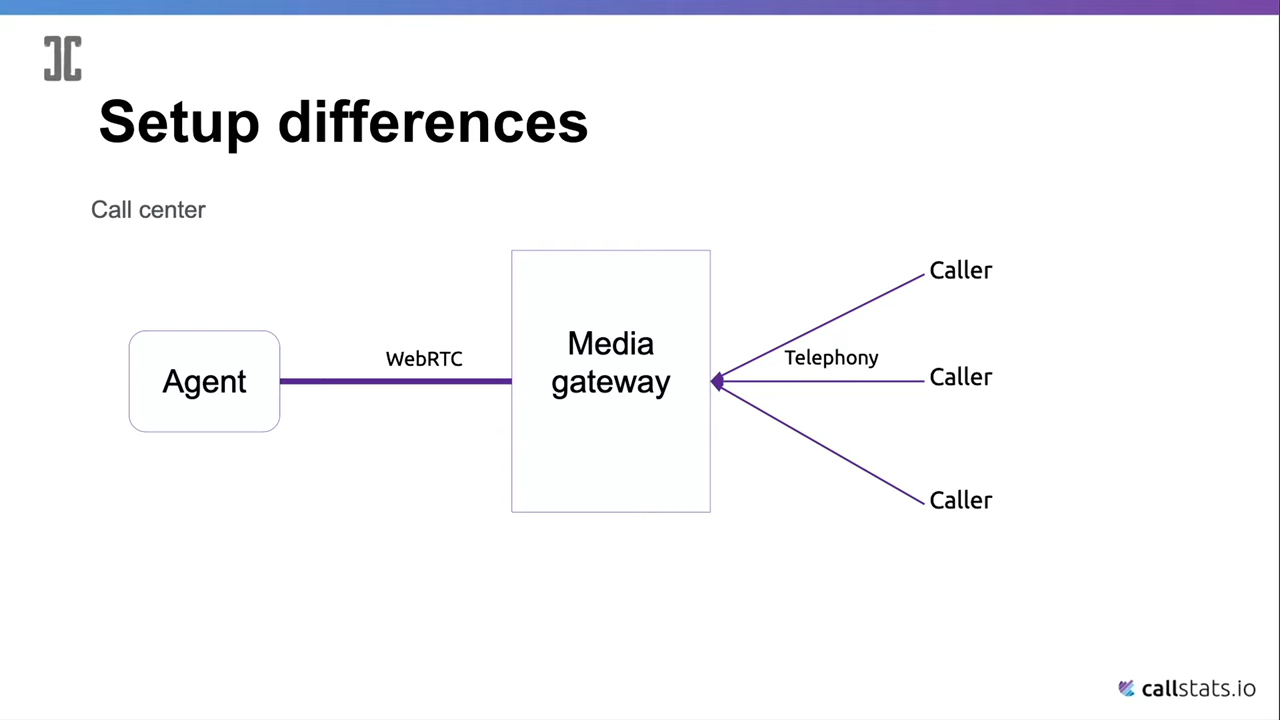 Setup differences
Call center
Agent
WebRTC
Media
gateway
Telephony
Caller
Caller
Caller
callstats.io